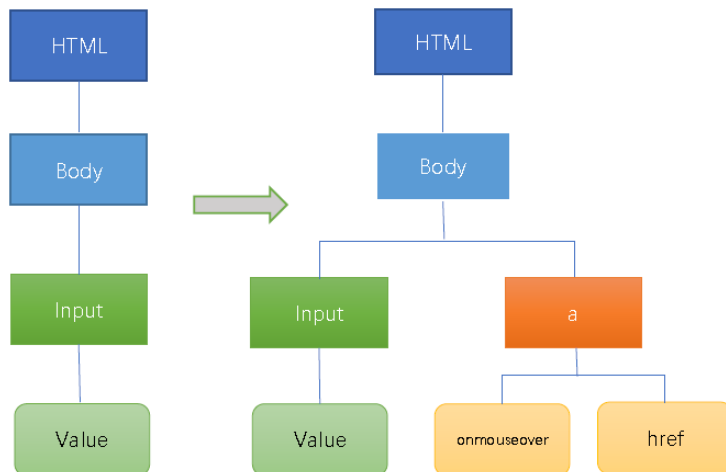 HTML
Body
Input
Value
HTML
Body
Input
a
Value
onmouseover
href